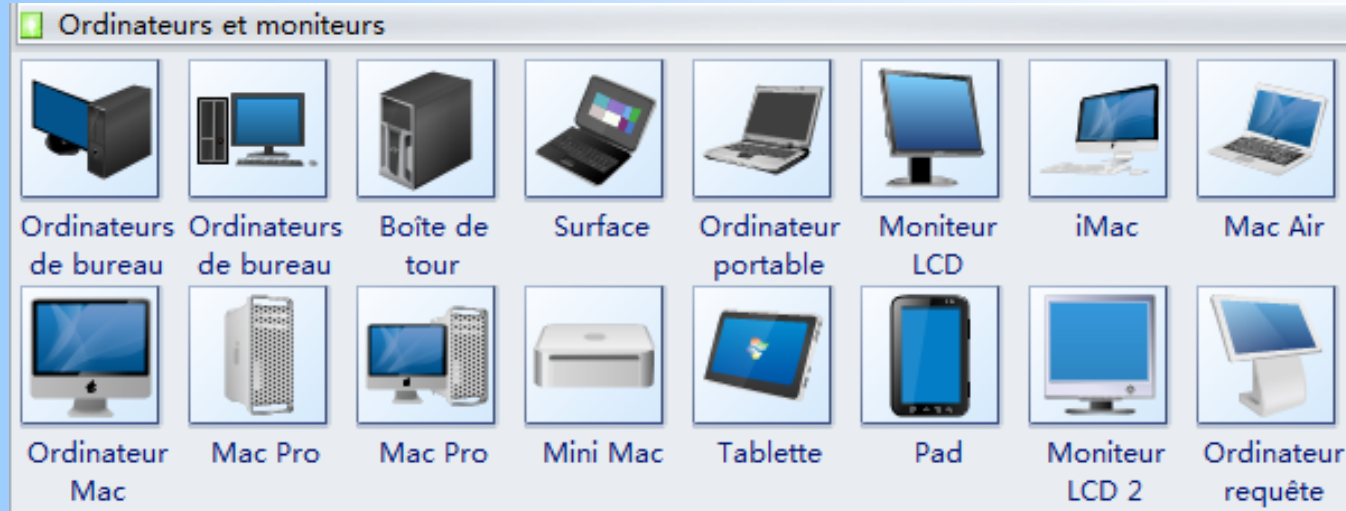 Ordinateurs et moniteurs
Ordinateurs Ordinateurs Boîte de Surface Ordinateur Moniteur iMac Mac Air
de bureau de bureau tour portable LCD
Ordinateur Mac Pro Mac Pro Mini Mac Tablette Pad Moniteur Ordinateur
Mac LCD 2 requête